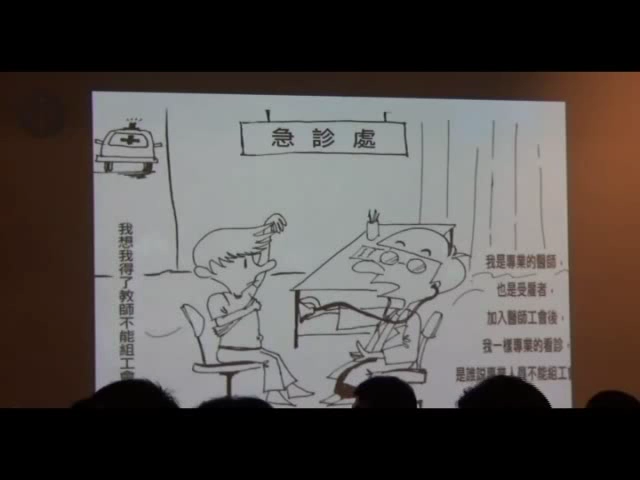 急診處
我想我得了教師不能組工會
我是專業的醫師，
也是受雇者，
加入醫師工會後，
我一樣專業的看診，
是誰說專業人員不能組工會